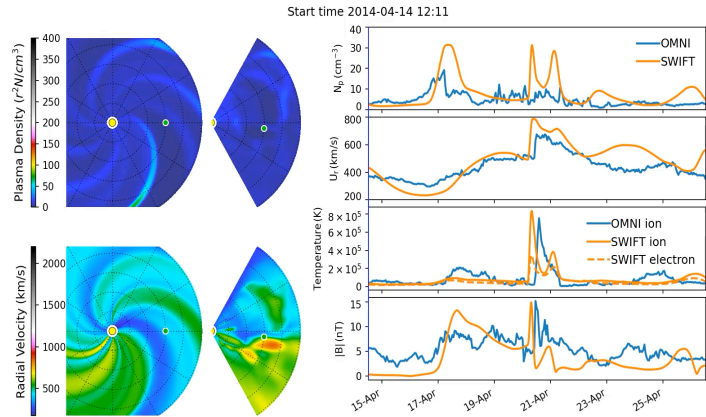 Start time 2014-04-14 12:11
Plasma Density (r²N/cm³)
400
350
300
250
200
150
100
50
0
Radial Velocity (km/s)
2000
1500
1000
500
Nₚ (cm⁻³)
40
30
20
10
0
OMNI
SWIFT
Uᵣ (km/s)
800
600
400
200
Temperature (K)
8 × 10⁵
6 × 10⁵
4 × 10⁵
2 × 10⁵
0
OMNI ion
SWIFT ion
SWIFT electron
|B| (nT)
15
10
5
0
15-Apr
17-Apr
19-Apr
21-Apr
23-Apr
25-Apr